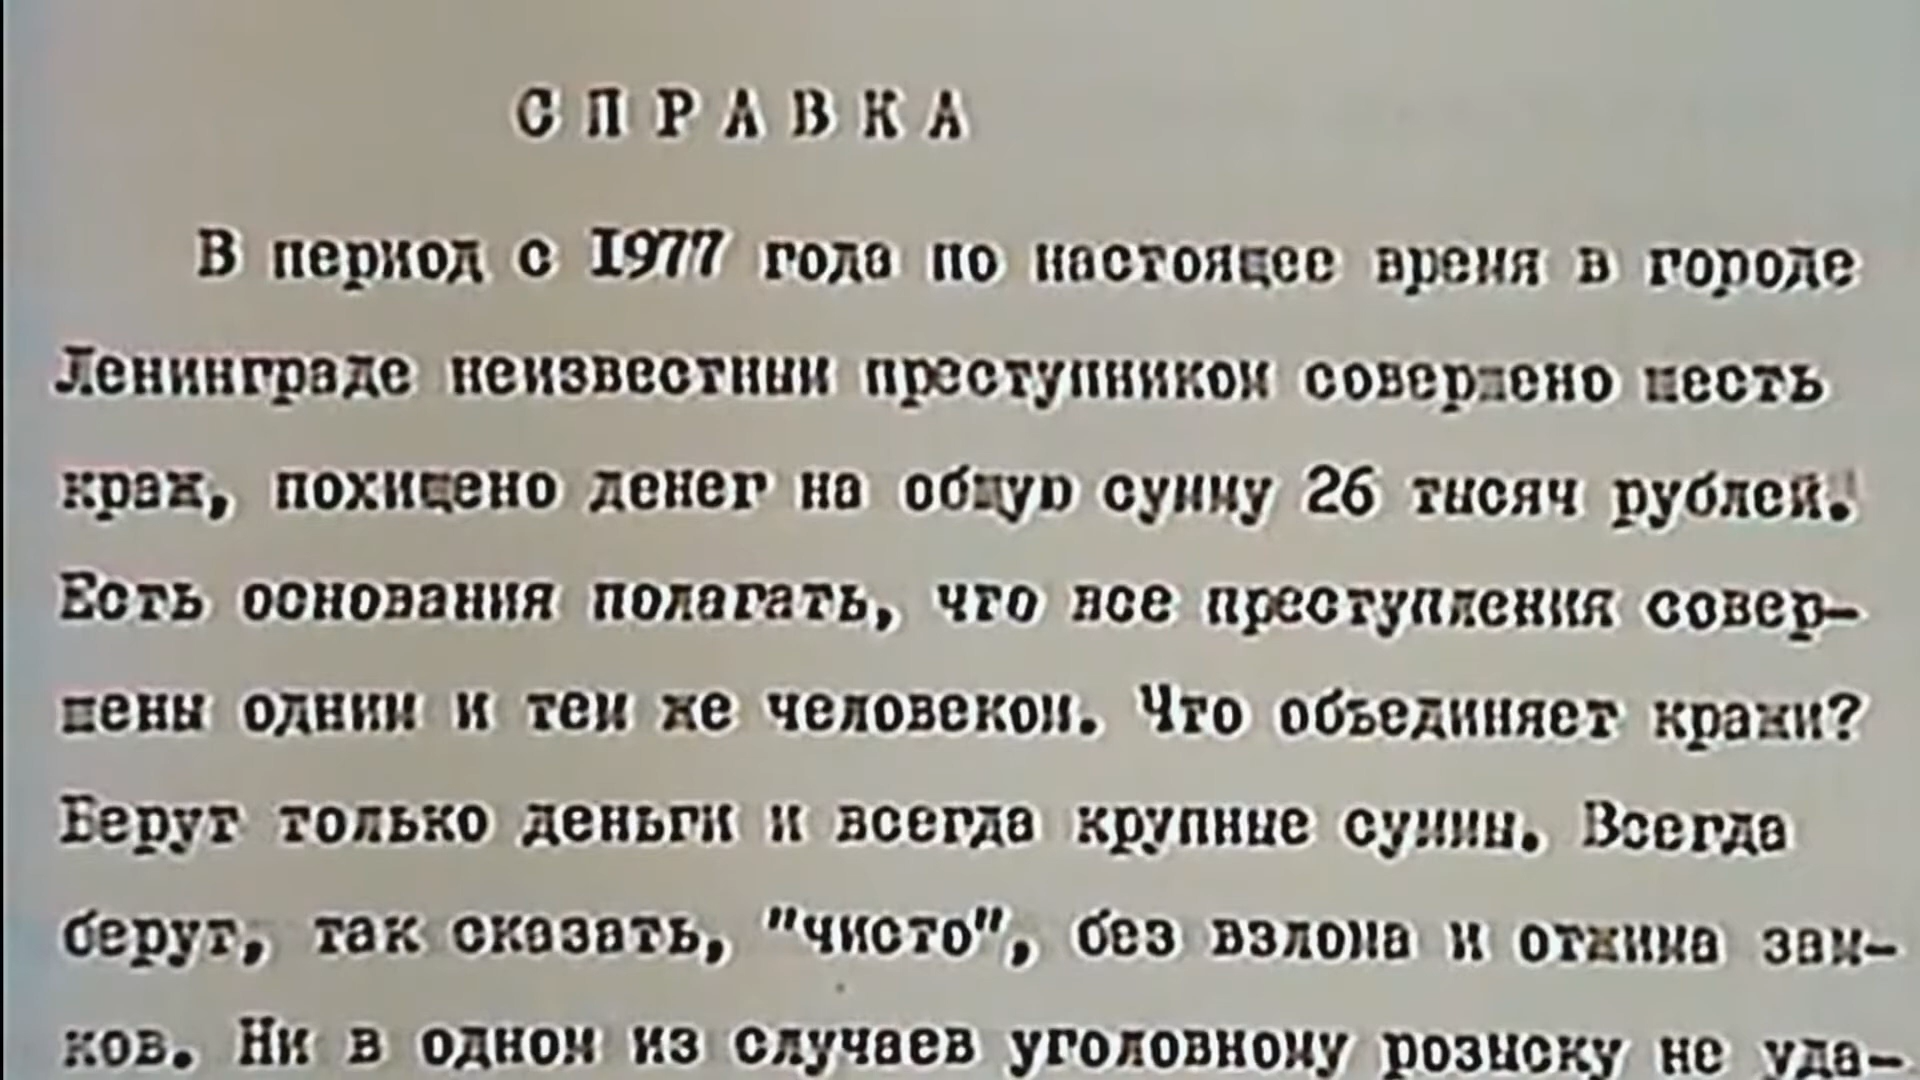 СПРАВКА
В период с 1977 года по настоящее время в городе
Ленинграде неизвестным преступником совершено шесть
краж, похищено денег на общую сумму 26 тысяч рублей.
Есть основания полагать, что все преступления совер-
шены одним и тем же человеком. Что объединяет кражи?
Берут только деньги и всегда крупные суммы. Всегда
берут, так сказать, "чисто", без взлома и отжима зам-
ков. Ни в одном из случаев уголовному розыску не уда-